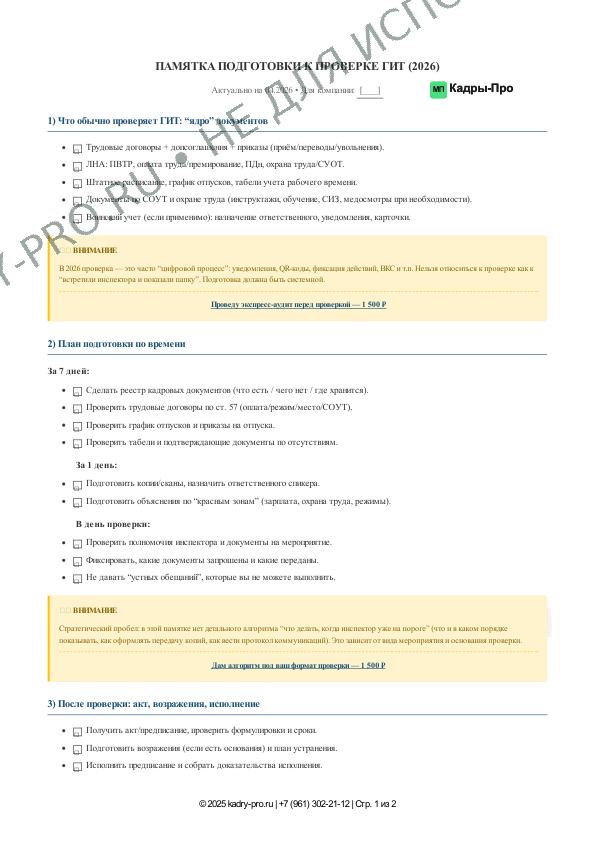 ПАМЯТКА ПОДГОТОВКИ К ПРОВЕРКЕ ГИТ (2026)
Актуально на 01.2026 • Для компании: [___]
МП Кадры-Про
Y-PRO.RU • НЕ ДЛЯ ИСПО
1) Что обычно проверяет ГИТ: “ядро” документов
• Трудовые договоры + допсоглашения + приказы (приём/переводы/увольнения).
• ЛНА: ПВТР, оплата труда/премирование, ПДн, охрана труда/СУОТ.
• Штатное расписание, график отпусков, табели учета рабочего времени.
• Документы по СОУТ и охране труда (инструктажи, обучение, СИЗ, медосмотры при необходимости).
• Воинский учет (если применимо): назначение ответственного, уведомления, карточки.
ВНИМАНИЕ
В 2026 проверка — это часто “цифровой процесс”: уведомления, QR-коды, фиксация действий, ВКС и т.п. Нельзя относиться к проверке как к
“встретили инспектора и показали папку”. Подготовка должна быть системной.
Проведу экспресс-аудит перед проверкой — 1 500 ₽
2) План подготовки по времени
За 7 дней:
• Сделать реестр кадровых документов (что есть / чего нет / где хранится).
• Проверить трудовые договоры по ст. 57 (оплата/режим/место/СОУТ).
• Проверить график отпусков и приказы на отпуска.
• Проверить табели и подтверждающие документы по отсутствиям.
За 1 день:
• Подготовить копии/сканы, назначить ответственного спикера.
• Подготовить объяснения по “красным зонам” (зарплата, охрана труда, режимы).
В день проверки:
• Проверить полномочия инспектора и документы на мероприятие.
• Фиксировать, какие документы запрошены и какие переданы.
• Не давать “устных обещаний”, которые вы не можете выполнить.
ВНИМАНИЕ
Стратегический пробел: в этой памятке нет детального алгоритма “что делать, когда инспектор уже на пороге” (что и в каком порядке
показывать, как оформлять передачу копий, как вести протокол коммуникаций). Это зависит от вида мероприятия и основания проверки.
Дам алгоритм под ваш формат проверки — 1 500 ₽
3) После проверки: акт, возражения, исполнение
• Получить акт/предписание, проверить формулировки и сроки.
• Подготовить возражения (если есть основания) и план устранения.
• Исполнить предписание и собрать доказательства исполнения.
© 2025 kadry-pro.ru | +7 (961) 302-21-12 | Стр. 1 из 2